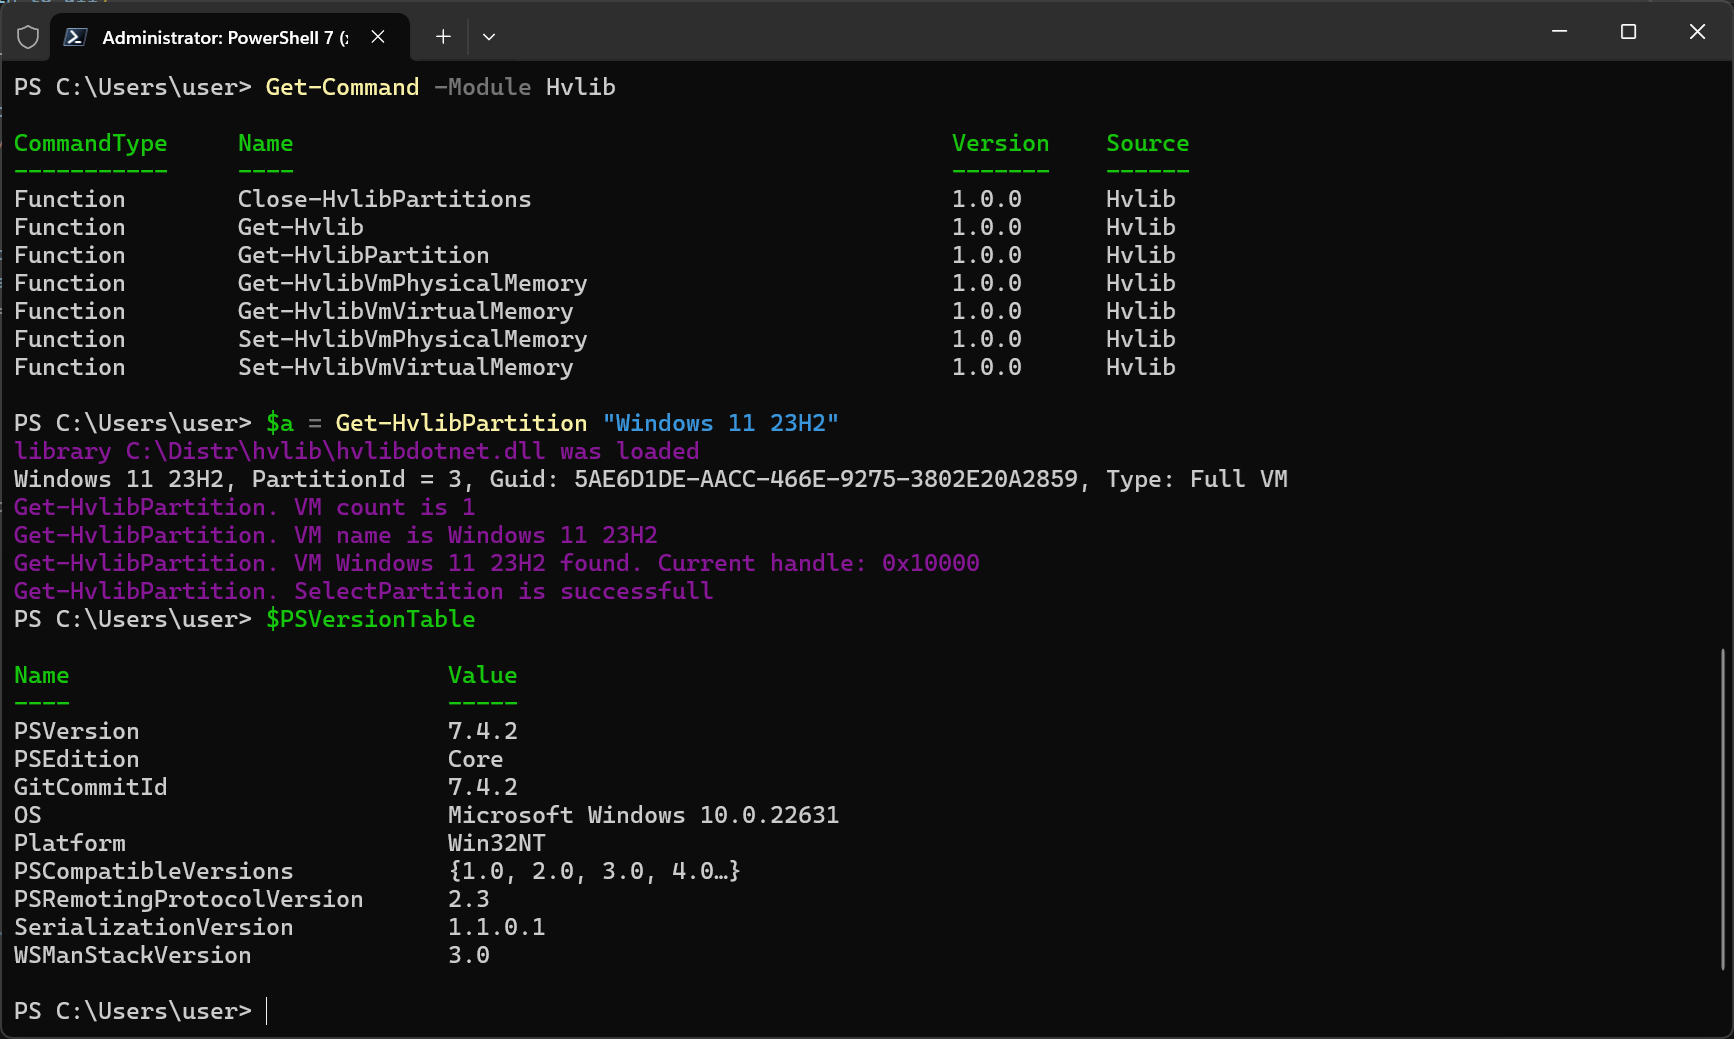 Administrator: PowerShell 7 (
PS C:\Users\user> Get-Command -Module Hvlib
CommandType     Name                                               Version    Source
-----------     ----                                               -------    ------
Function        Close-HvlibPartitions                              1.0.0      Hvlib
Function        Get-Hvlib                                          1.0.0      Hvlib
Function        Get-HvlibPartition                                 1.0.0      Hvlib
Function        Get-HvlibVmPhysicalMemory                          1.0.0      Hvlib
Function        Get-HvlibVmVirtualMemory                           1.0.0      Hvlib
Function        Set-HvlibVmPhysicalMemory                          1.0.0      Hvlib
Function        Set-HvlibVmVirtualMemory                           1.0.0      Hvlib
PS C:\Users\user> $a = Get-HvlibPartition "Windows 11 23H2"
library C:\Distr\hvlib\hvlibdotnet.dll was loaded
Windows 11 23H2, PartitionId = 3, Guid: 5AE6D1DE-AACC-466E-9275-3802E20A2859, Type: Full VM
Get-HvlibPartition. VM count is 1
Get-HvlibPartition. VM name is Windows 11 23H2
Get-HvlibPartition. VM Windows 11 23H2 found. Current handle: 0x10000
Get-HvlibPartition. SelectPartition is successfull
PS C:\Users\user> $PSVersionTable
Name                           Value
----                           -----
PSVersion                      7.4.2
PSEdition                      Core
GitCommitId                    7.4.2
OS                             Microsoft Windows 10.0.22631
Platform                       Win32NT
PSCompatibleVersions           {1.0, 2.0, 3.0, 4.0…}
PSRemotingProtocolVersion      2.3
SerializationVersion           1.1.0.1
WSManStackVersion              3.0
PS C:\Users\user>